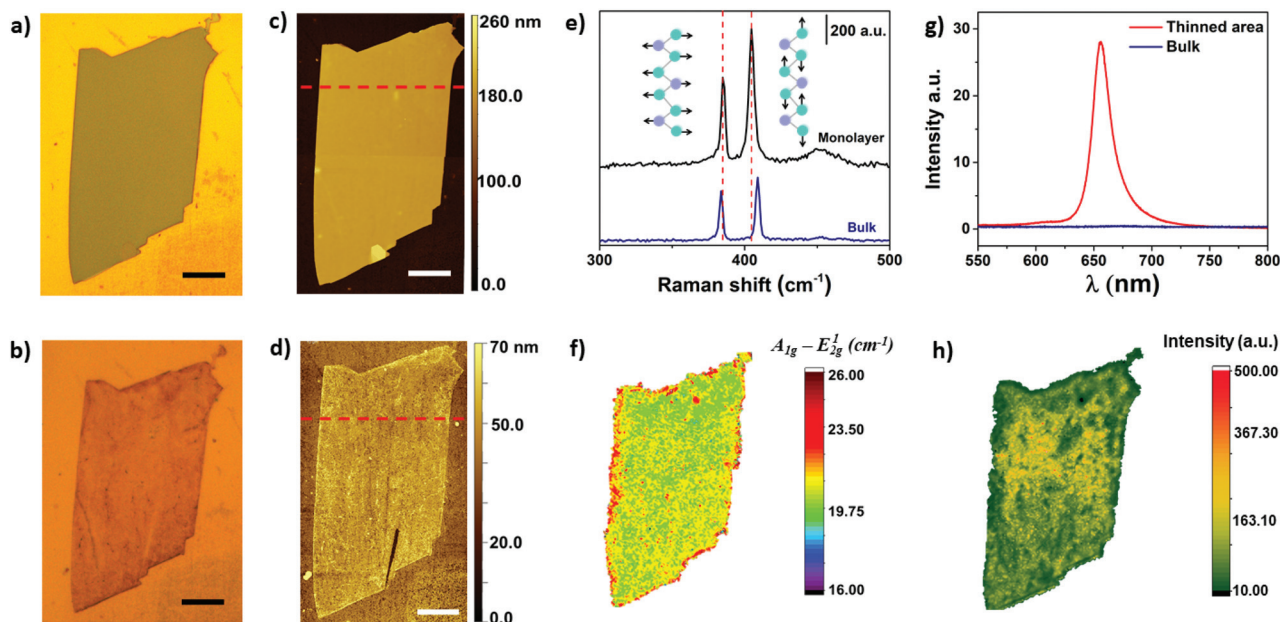 a)
c)
260 nm
180.0
100.0
0.0
e)
200 a.u.
Monolayer
Bulk
300
400
500
Raman shift (cm⁻¹)
g)
Thinned area
Bulk
Intensity a.u.
30
20
10
0
550
600
650
700
750
800
λ (nm)
b)
d)
70 nm
50.0
20.0
0.0
f)
A₁g – E¹₂g (cm⁻¹)
26.00
23.50
19.75
16.00
h)
Intensity (a.u.)
500.00
367.30
163.10
10.00